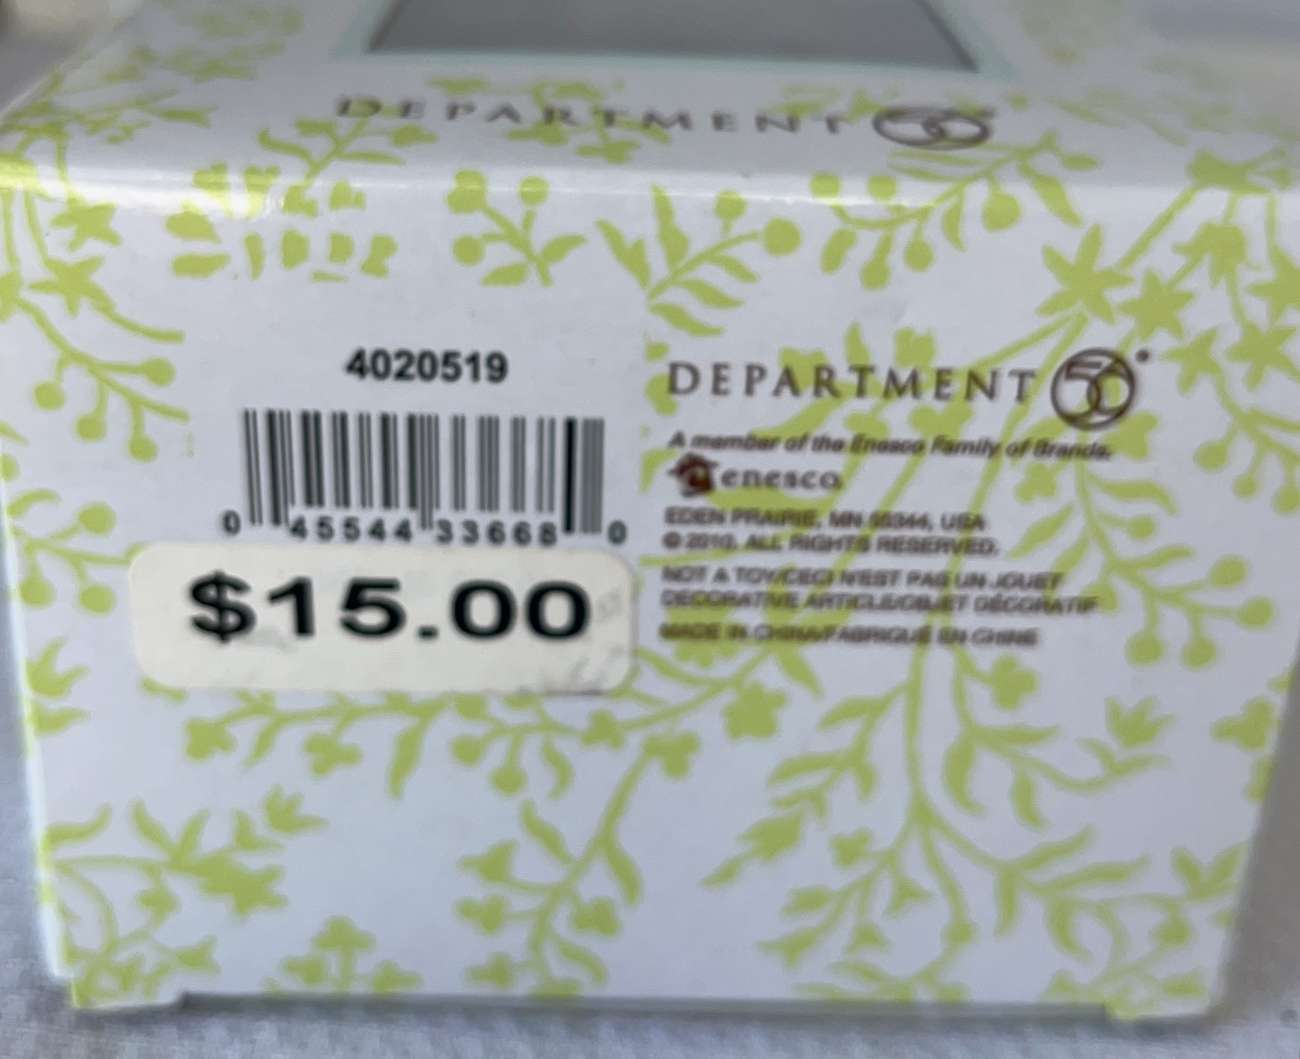 DEPARTMENT 56
4020519
0 45544 33668 0
$15.00
DEPARTMENT 56
A member of the Enesco Family of Brands.
enesco
EDEN PRAIRIE, MN 55344, USA
© 2010. ALL RIGHTS RESERVED.
NOT A TOY/CECI N'EST PAS UN JOUET
DECORATIVE ARTICLE/OBJET DÉCORATIF
MADE IN CHINA/FABRIQUÉ EN CHINE